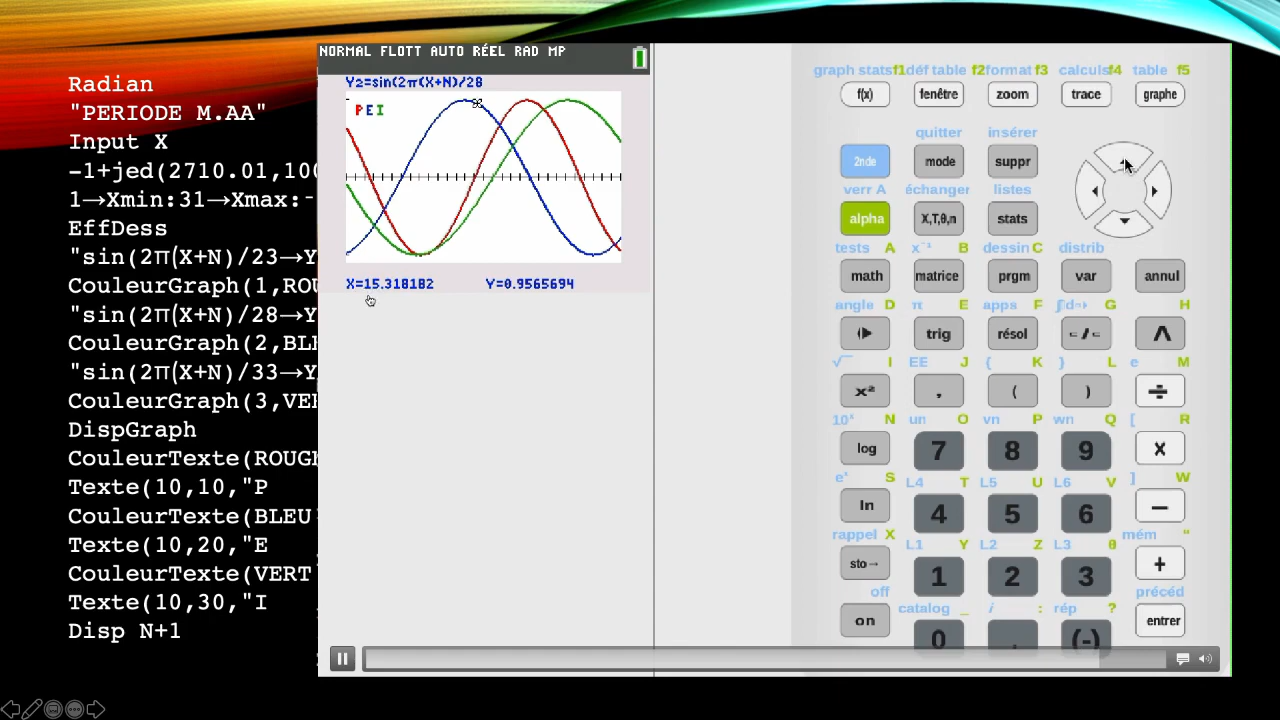 Radian
"PERIODE M.AA"
Input X
-1+jed(2710.01,100
1→Xmin:31→Xmax:-
EffDess
"sin(2π(X+N)/23→Y
CouleurGraph(1,ROU
"sin(2π(X+N)/28→Y
CouleurGraph(2,BLE
"sin(2π(X+N)/33→Y
CouleurGraph(3,VER
DispGraph
CouleurTexte(ROUGE
Texte(10,10,"P
CouleurTexte(BLEU
Texte(10,20,"E
CouleurTexte(VERT
Texte(10,30,"I
Disp N+1
NORMAL FLOTT AUTO RÉEL RAD MP
Y2=sin(2π(X+N)/28
PEI
X=15.318182 Y=0.9565694
graph stats f1 déf table f2 format f3 calculs f4 table f5
f(x) fenêtre zoom trace graphe
quitter insérer
2nde mode suppr
verr A échanger listes
alpha X,T,θ,n stats
tests A x⁻¹ B dessin C distrib
math matrice prgm var annul
angle D π E apps F G H
trig résol
√ I EE J { K } L e M
x² , ( ) ÷
10ˣ N un O vn P wn Q [ R
log 7 8 9 ×
eˣ S L4 T L5 U L6 V ] W
ln 4 5 6 −
rappel X L1 Y L2 Z L3 θ mém "
sto→ 1 2 3 +
off catalog _ i : rép ? précéd
on 0 . (-) entrer